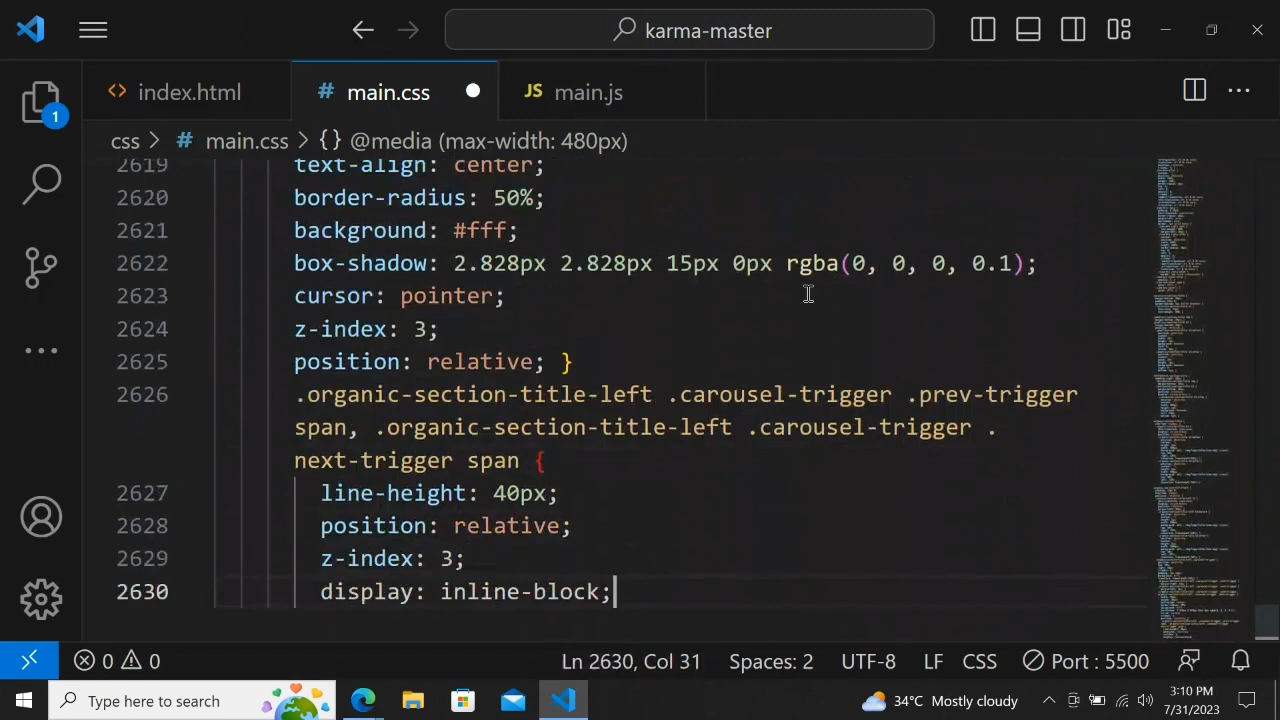 karma-master
index.html
# main.css
JS main.js
1
css > # main.css > {} @media (max-width: 480px)
2619 text-align: center;
2620 border-radius: 50%;
2621 background: #fff;
2622 box-shadow: 828px 2.828px 15px 0px rgba(0, 0, 0, 0.1);
2623 cursor: pointer;
2624 z-index: 3;
2625 position: relative; }
2626 .organic-section-title-left .carousel-trigger .prev-trigger
span, .organic-section-title-left .carousel-trigger .
next-trigger span {
2627 line-height: 40px;
2628 position: relative;
2629 z-index: 3;
2630 display: inline-block;
0 0
Ln 2630, Col 31
Spaces: 2
UTF-8
LF
CSS
Port : 5500
Type here to search
34°C Mostly cloudy
3:10 PM
7/31/2023